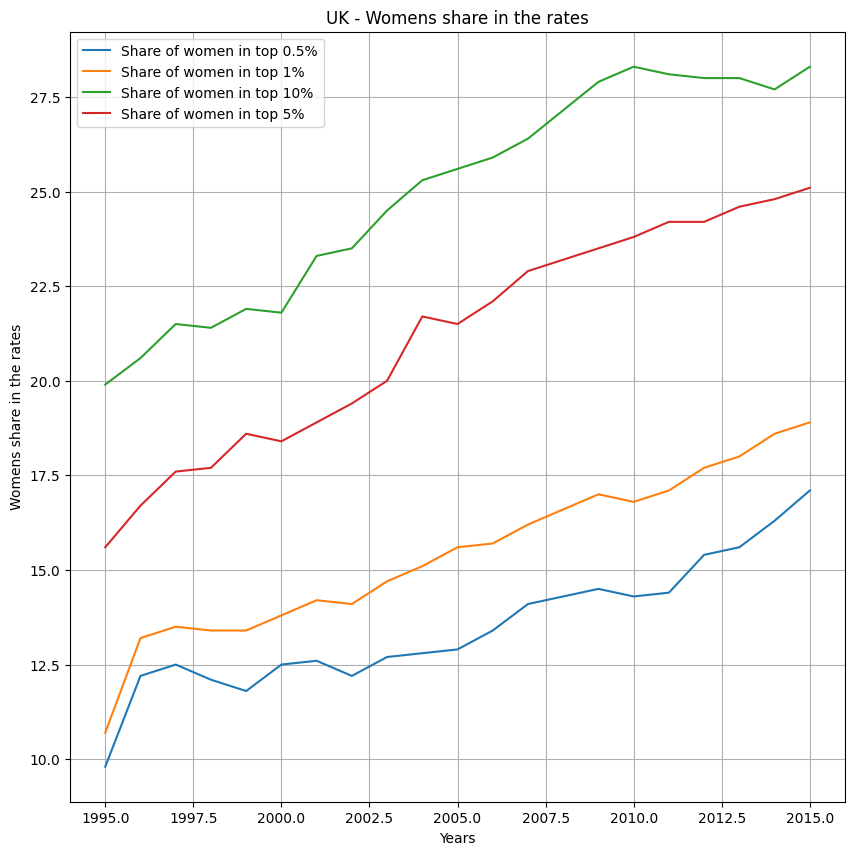 UK - Womens share in the rates
Share of women in top 0.5%
Share of women in top 1%
Share of women in top 10%
Share of women in top 5%
Womens share in the rates
27.5
25.0
22.5
20.0
17.5
15.0
12.5
10.0
1995.0 1997.5 2000.0 2002.5 2005.0 2007.5 2010.0 2012.5 2015.0
Years